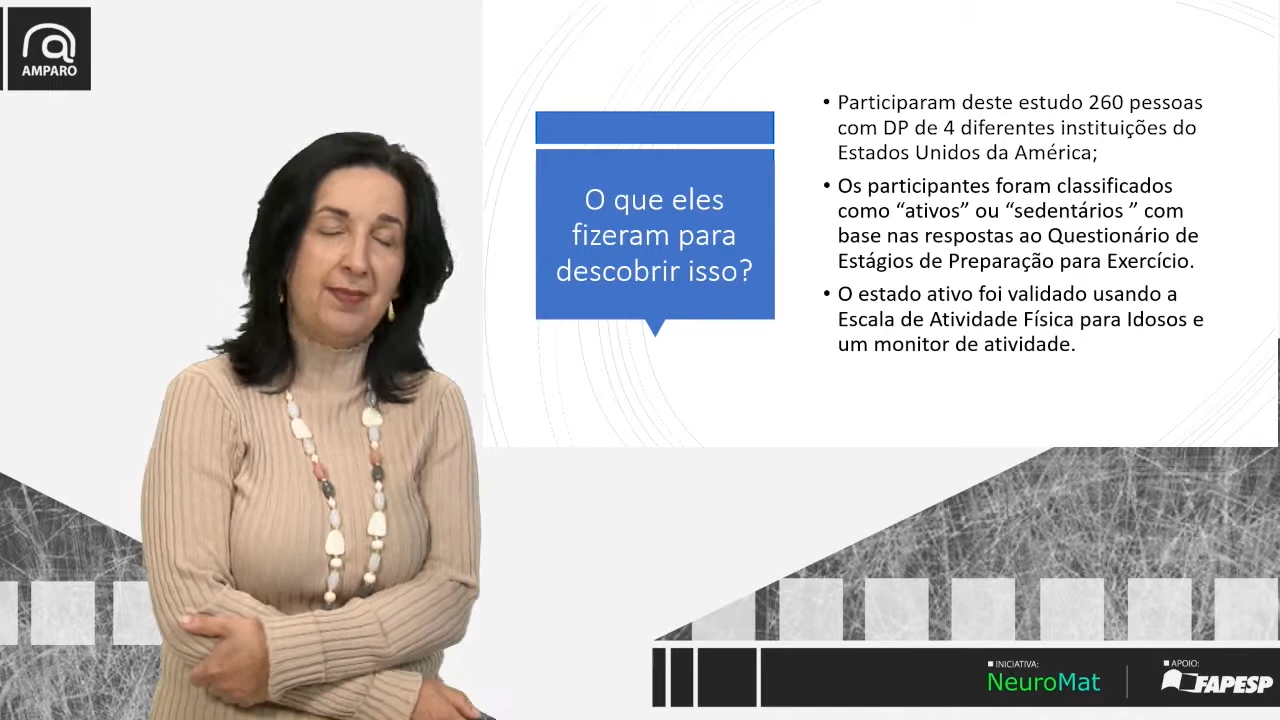 AMPARO
O que eles
fizeram para
descobrir isso?
• Participaram deste estudo 260 pessoas
com DP de 4 diferentes instituições do
Estados Unidos da América;
• Os participantes foram classificados
como “ativos” ou “sedentários ” com
base nas respostas ao Questionário de
Estágios de Preparação para Exercício.
• O estado ativo foi validado usando a
Escala de Atividade Física para Idosos e
um monitor de atividade.
INICIATIVA:
NeuroMat
APOIO:
FAPESP